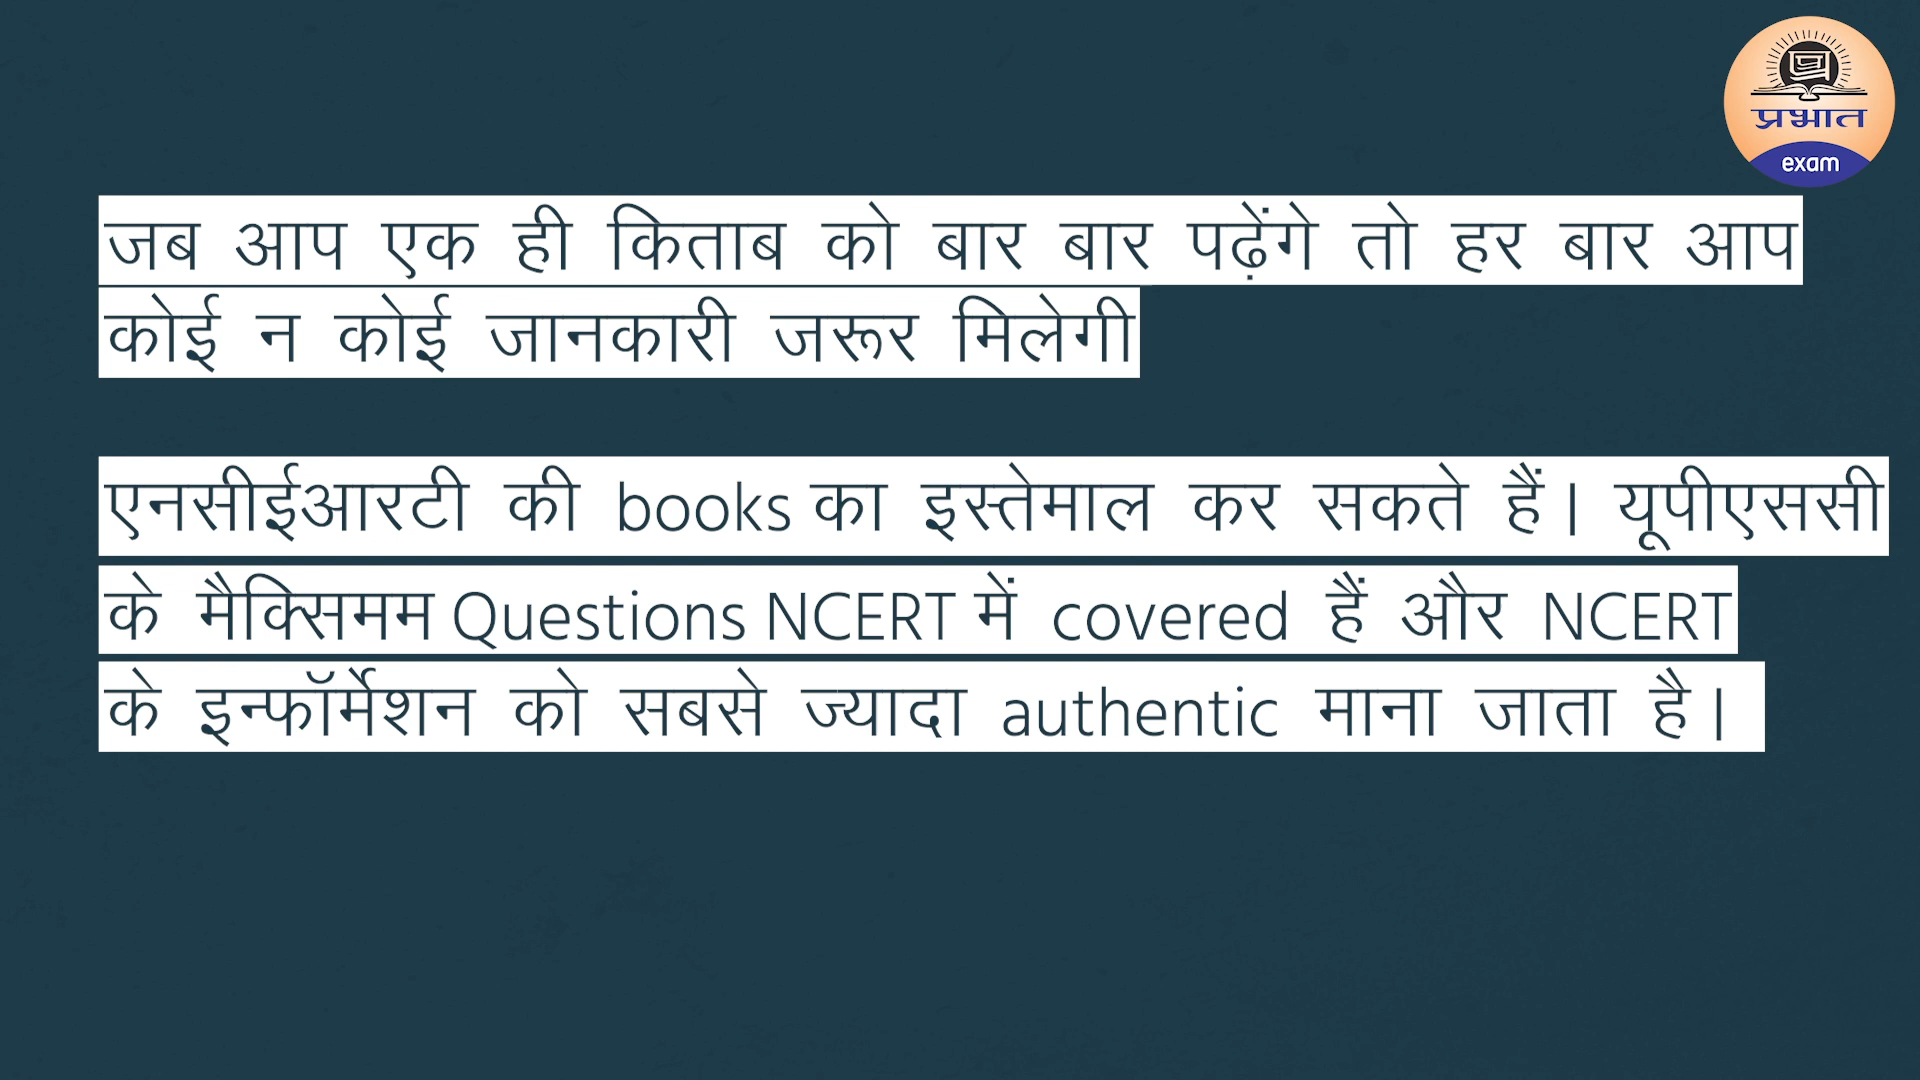 प्रभात
exam
जब आप एक ही किताब को बार बार पढ़ेंगे तो हर बार आप
कोई न कोई जानकारी जरूर मिलेगी
एनसीईआरटी की books का इस्तेमाल कर सकते हैं। यूपीएससी
के मैक्सिमम Questions NCERT में covered हैं और NCERT
के इन्फॉर्मेशन को सबसे ज्यादा authentic माना जाता है।